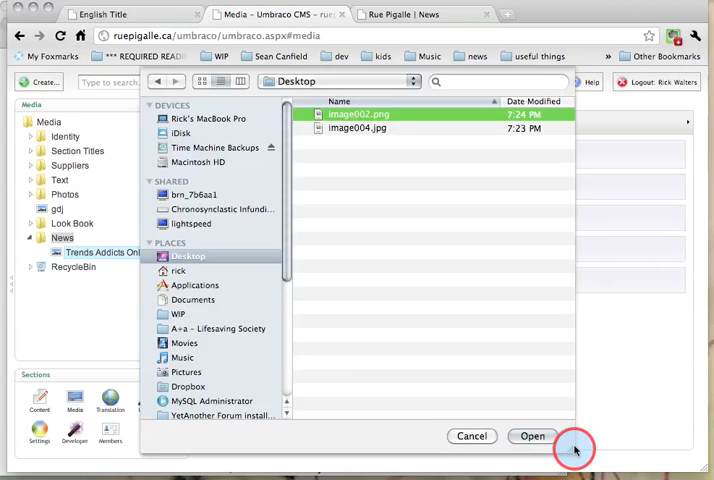 English Title
Media – Umbraco CMS –
Rue Pigalle | News
ruepigalle.ca/umbraco/umbraco.aspx#media
My Foxmarks
*** REQUIRED READI
WIP
Sean Canfield
dev
kids
Music
news
useful things
»
Other Bookmarks
Create...
Type to search...
Desktop
Help
Logout: Rick Walters
Media
Media
Identity
Section Titles
Suppliers
Text
Photos
gdj
Look Book
News
Trends Addicts Onl
RecycleBin
Sections
Content
Media
Translation
Settings
Developer
Members
DEVICES
Rick's MacBook Pro
iDisk
Time Machine Backups
Macintosh HD
SHARED
brn_7b6aa1
Chronosynclastic Infundi...
lightspeed
PLACES
Desktop
rick
Applications
Documents
WIP
A+a – Lifesaving Society
Movies
Music
Pictures
Dropbox
MySQL Administrator
YetAnother Forum install...
Name
Date Modified
image002.png
7:24 PM
image004.jpg
7:23 PM
Cancel
Open